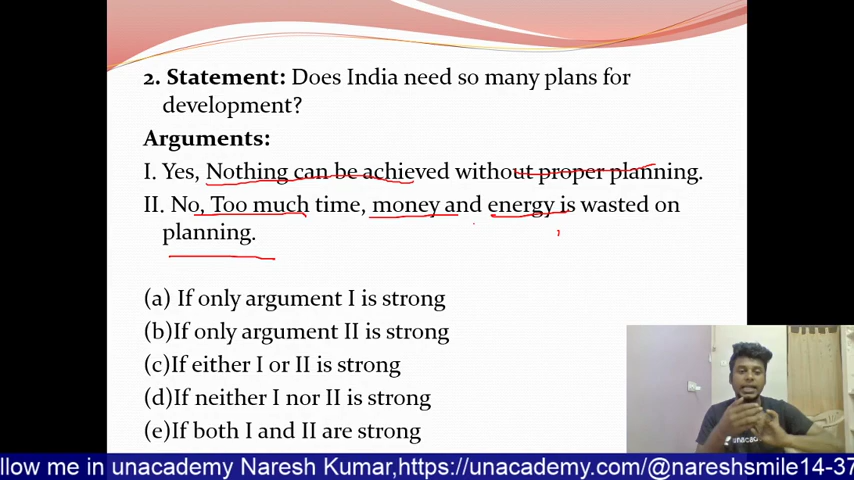 2. Statement: Does India need so many plans for
development?
Arguments:
I. Yes, Nothing can be achieved without proper planning.
II. No, Too much time, money and energy is wasted on
planning.
(a) If only argument I is strong
(b)If only argument II is strong
(c)If either I or II is strong
(d)If neither I nor II is strong
(e)If both I and II are strong
llow me in unacademy Naresh Kumar,https://unacademy.com/@nareshsmile14-37